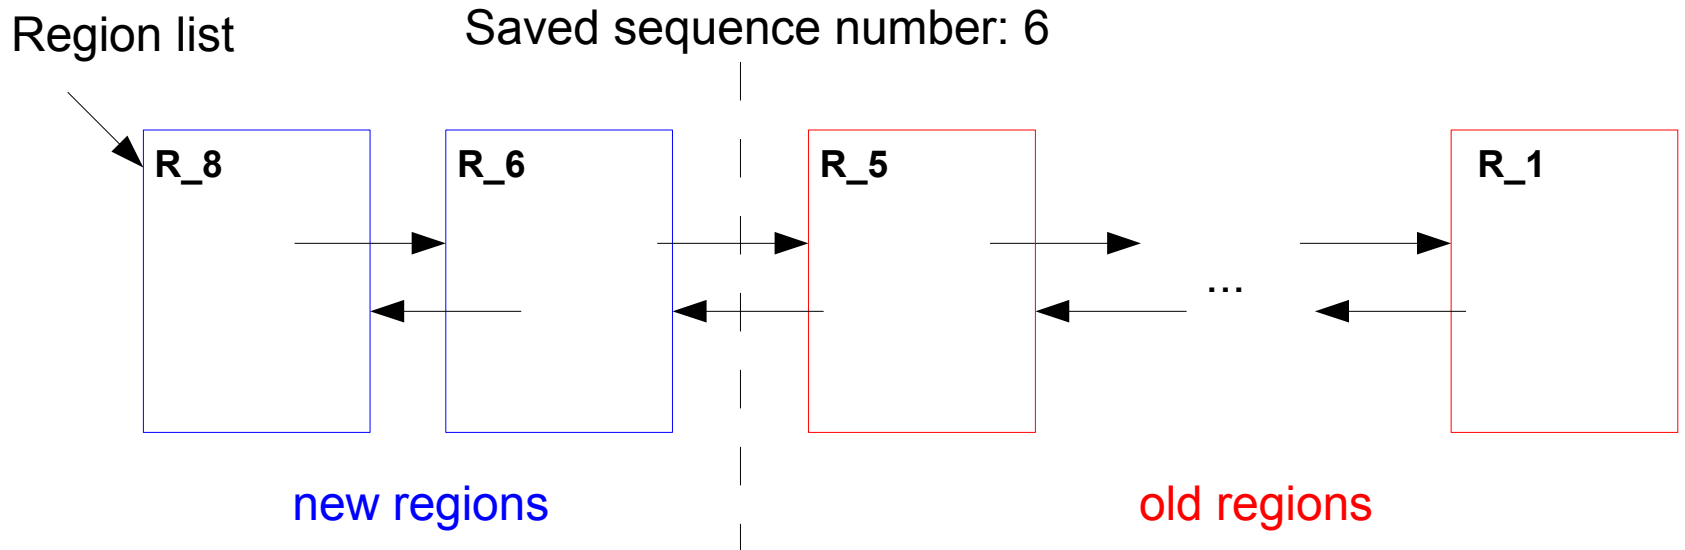 Region list
Saved sequence number: 6
R_8
R_6
R_5
R_1
...
new regions
old regions